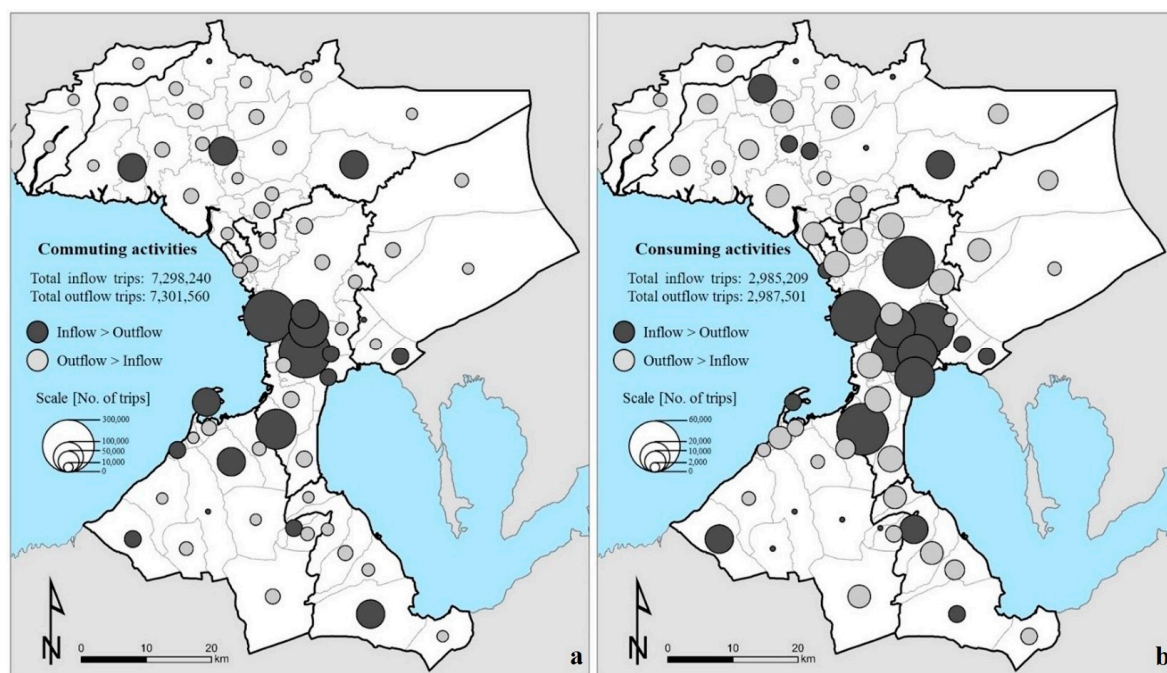 Commuting activities
Total inflow trips: 7,298,240
Total outflow trips: 7,301,560
Inflow > Outflow
Outflow > Inflow
Scale [No. of trips]
300,000
100,000
50,000
10,000
0
N
0 10 20
km
a
Consuming activities
Total inflow trips: 2,985,209
Total outflow trips: 2,987,501
Inflow > Outflow
Outflow > Inflow
Scale [No. of trips]
60,000
20,000
10,000
2,000
0
N
0 10 20
km
b